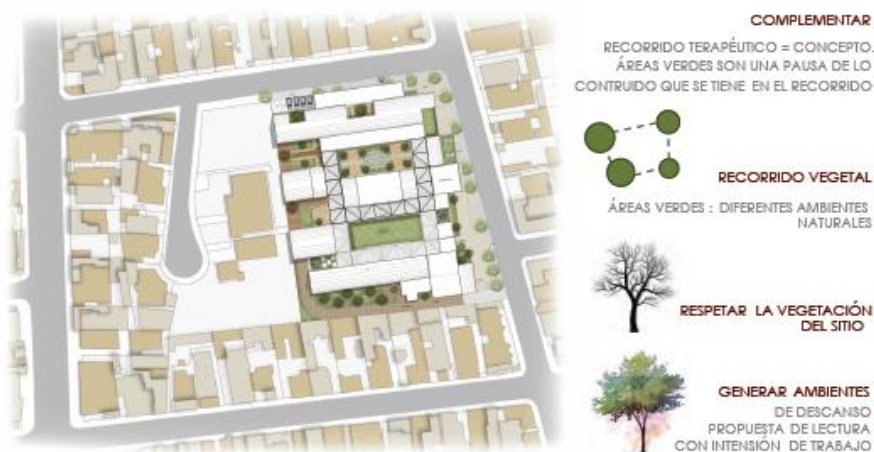 COMPLEMENTAR
RECORRIDO TERAPÉUTICO = CONCEPTO.
ÁREAS VERDES SON UNA PAUSA DE LO
CONTRUIDO QUE SE TIENE EN EL RECORRIDO
RECORRIDO VEGETAL
ÁREAS VERDES : DIFERENTES AMBIENTES
NATURALES
RESPETAR LA VEGETACIÓN
DEL SITIO
GENERAR AMBIENTES
DE DESCANSO
PROPUESTA DE LECTURA
CON INTENSIÓN DE TRABAJO